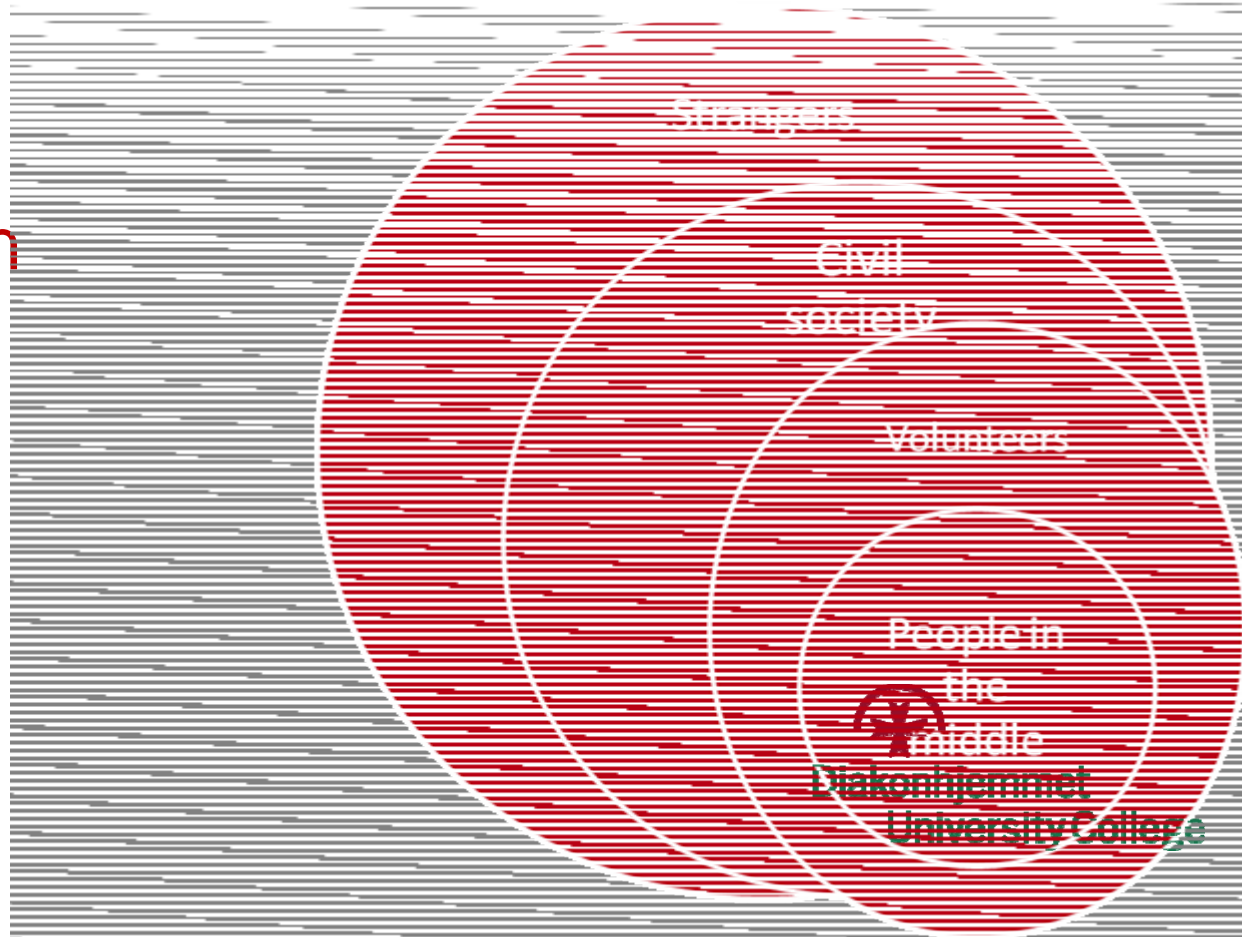 Strangers
Civil
society
Volunteers
People in
the
middle
Diakonhjemmet
University College